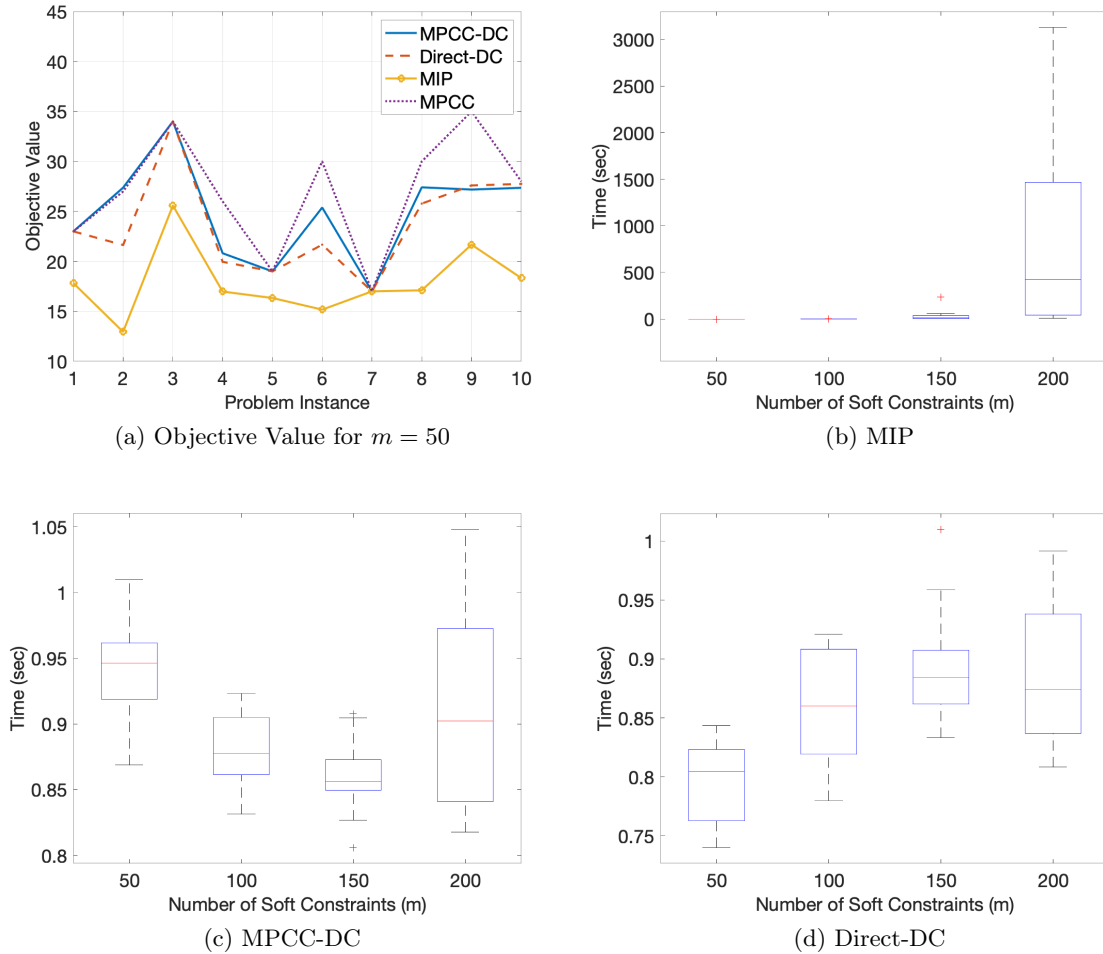 45
40
35
30
25
20
15
10
Objective Value
MPCC-DC
Direct-DC
MIP
MPCC
1 2 3 4 5 6 7 8 9 10
Problem Instance
(a) Objective Value for m = 50
3000
2500
2000
1500
1000
500
0
Time (sec)
50 100 150 200
Number of Soft Constraints (m)
(b) MIP
1.05
1
0.95
0.9
0.85
0.8
Time (sec)
50 100 150 200
Number of Soft Constraints (m)
(c) MPCC-DC
1
0.95
0.9
0.85
0.8
0.75
Time (sec)
50 100 150 200
Number of Soft Constraints (m)
(d) Direct-DC